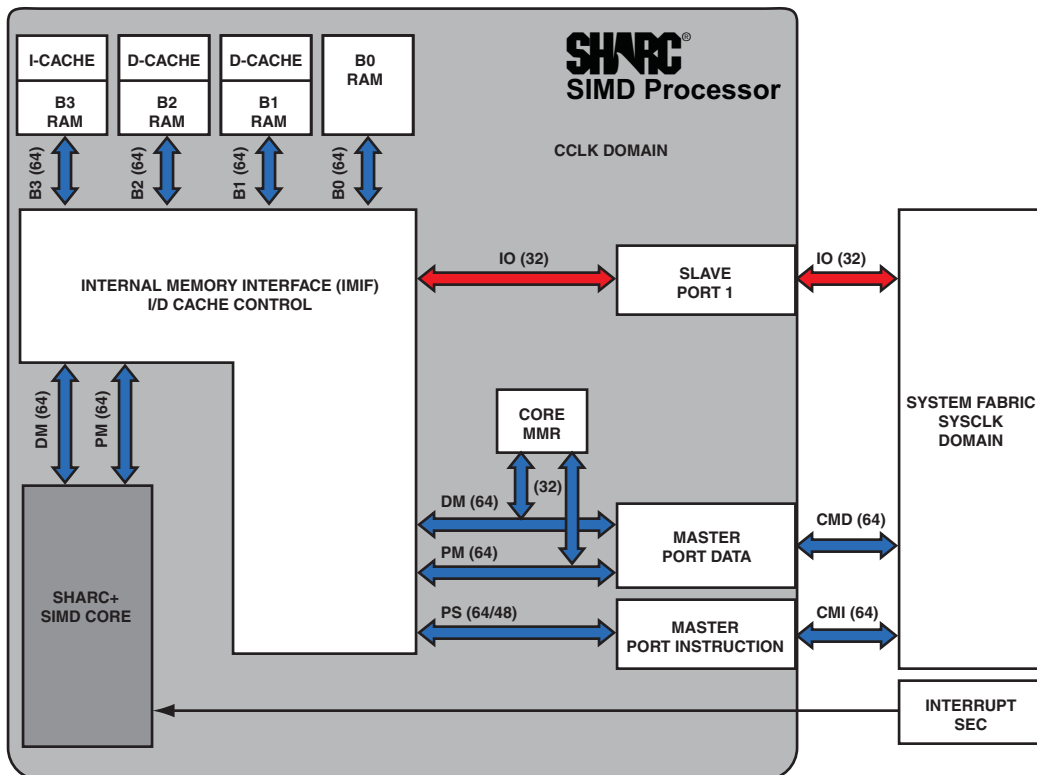 SHARC®
SIMD Processor
CCLK DOMAIN
I-CACHE
B3
RAM
D-CACHE
B2
RAM
D-CACHE
B1
RAM
B0
RAM
B3 (64)
B2 (64)
B1 (64)
B0 (64)
INTERNAL MEMORY INTERFACE (IMIF)
I/D CACHE CONTROL
IO (32)
SLAVE
PORT 1
IO (32)
SYSTEM FABRIC
SYSCLK
DOMAIN
DM (64)
PM (64)
CORE
MMR
(32)
DM (64)
PM (64)
MASTER
PORT DATA
CMD (64)
PS (64/48)
MASTER
PORT INSTRUCTION
CMI (64)
SHARC+
SIMD CORE
INTERRUPT
SEC